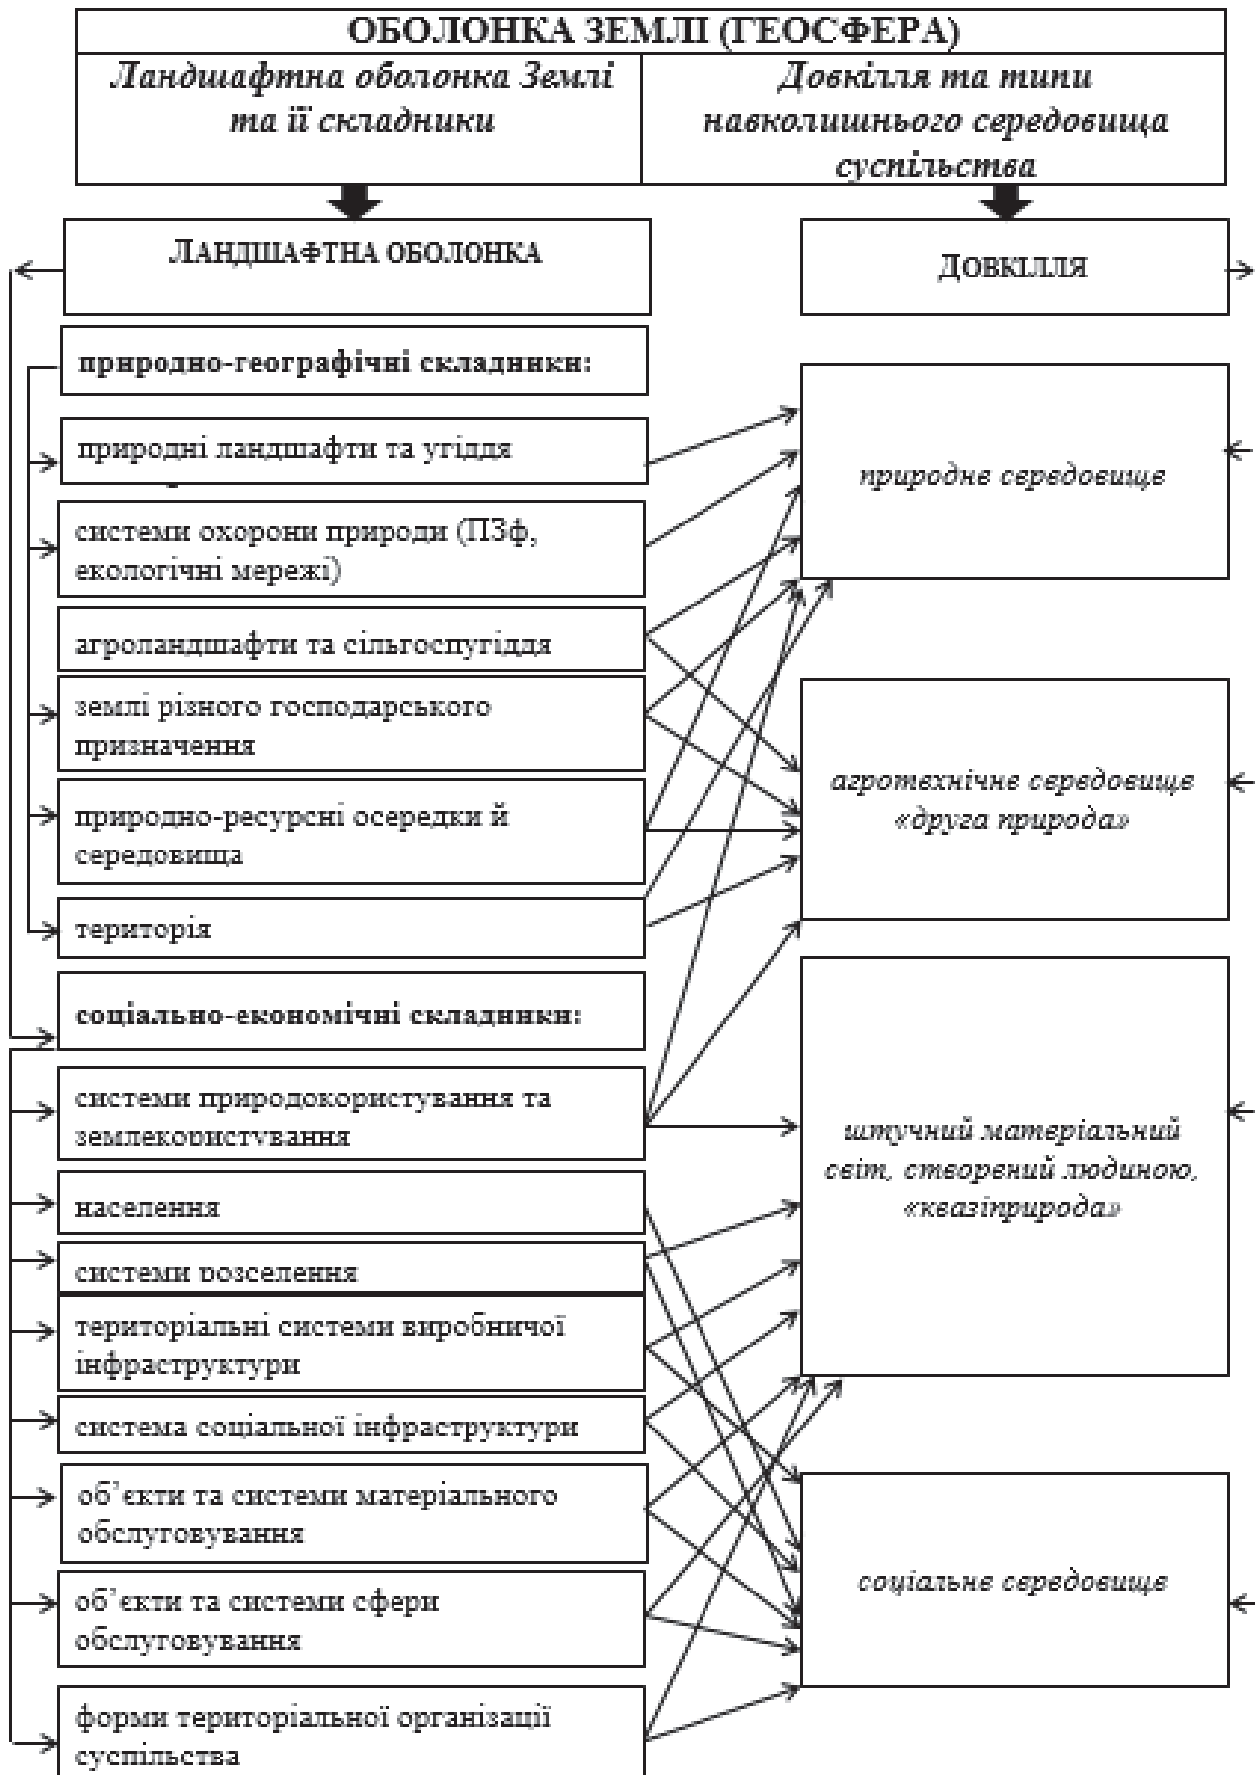 ОБОЛОНКА ЗЕМЛІ (ГЕОСФЕРА)
Ландшафтна оболонка Землі
та її складники
Довкілля та типи
навколишнього середовища
суспільства
ЛАНДШАФТНА ОБОЛОНКА
ДОВКІЛЛЯ
природно-географічні складники:
природні ландшафти та угіддя
системи охорони природи (ПЗф,
екологічні мережі)
агроландшафти та сільгоспугіддя
землі різного господарського
призначення
природно-ресурсні осередки й
середовища
територія
соціально-економічні складники:
системи природокористування та
землекористування
населення
системи розселення
територіальні системи виробничої
інфраструктури
система соціальної інфраструктури
об’єкти та системи матеріального
обслуговування
об’єкти та системи сфери
обслуговування
форми територіальної організації
суспільства
природне середовище
агротехнічне середовище
«друга природа»
штучний матеріальний
світ, створений людиною,
«квазіприрода»
соціальне середовище